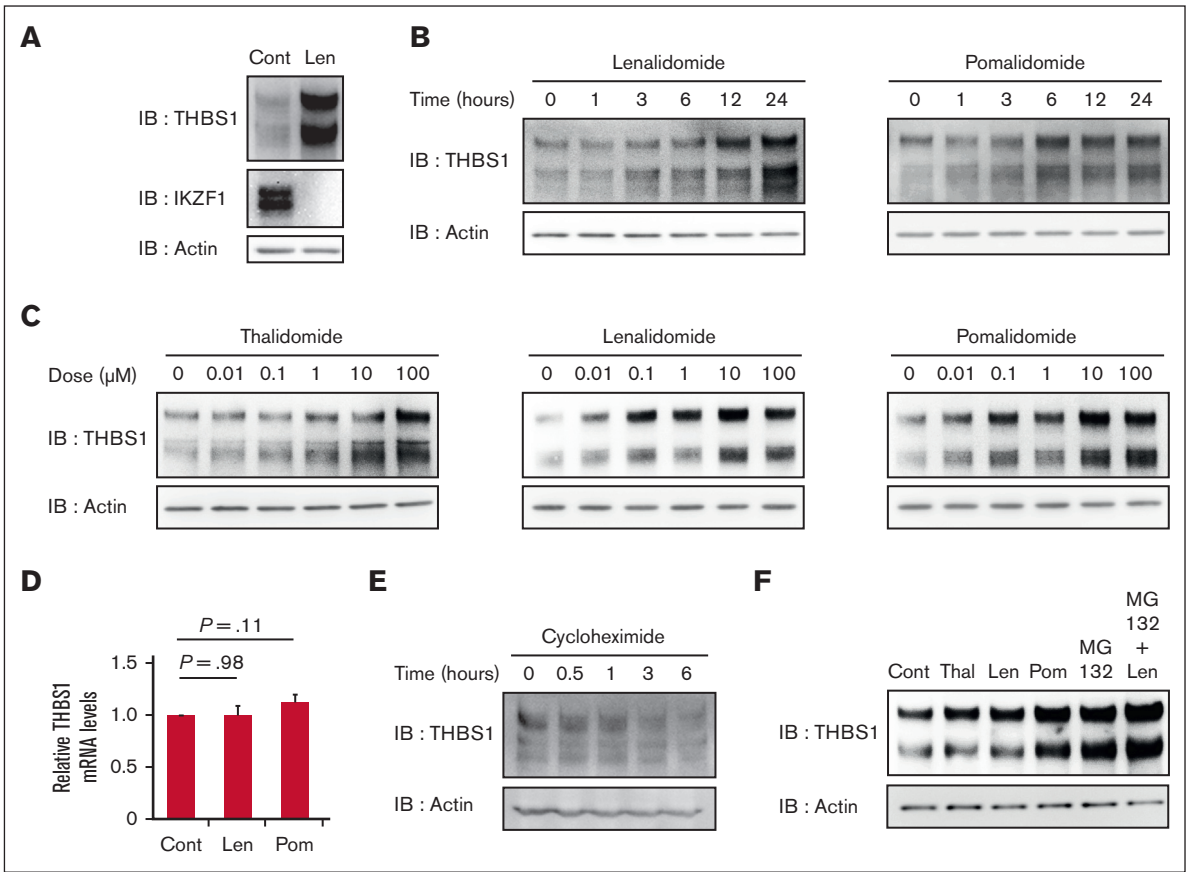 A
Cont Len
IB : THBS1
IB : IKZF1
IB : Actin
B
Lenalidomide
Pomalidomide
Time (hours) 0 1 3 6 12 24
0 1 3 6 12 24
IB : THBS1
IB : Actin
C
Thalidomide
Lenalidomide
Pomalidomide
Dose (µM) 0 0.01 0.1 1 10 100
0 0.01 0.1 1 10 100
0 0.01 0.1 1 10 100
IB : THBS1
IB : Actin
D
P = .11
P = .98
Relative THBS1
mRNA levels
1.5
1.0
0.5
0
Cont Len Pom
E
Cycloheximide
Time (hours) 0 0.5 1 3 6
IB : THBS1
IB : Actin
F
Cont Thal Len Pom
MG
132
MG
132
+
Len
IB : THBS1
IB : Actin